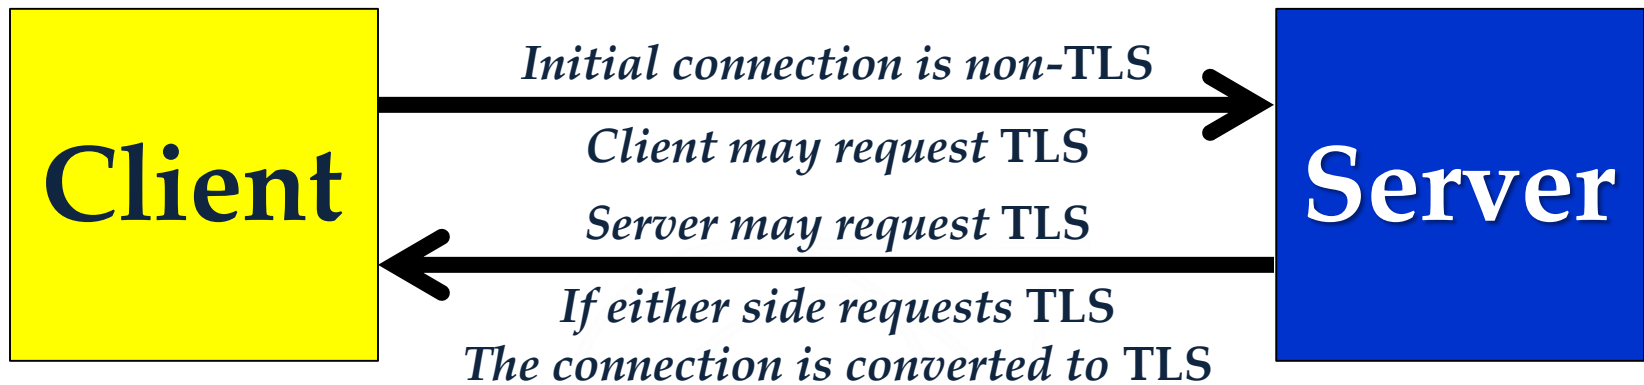 Client
Initial connection is non-TLS
Client may request TLS
Server may request TLS
If either side requests TLS
The connection is converted to TLS
Server